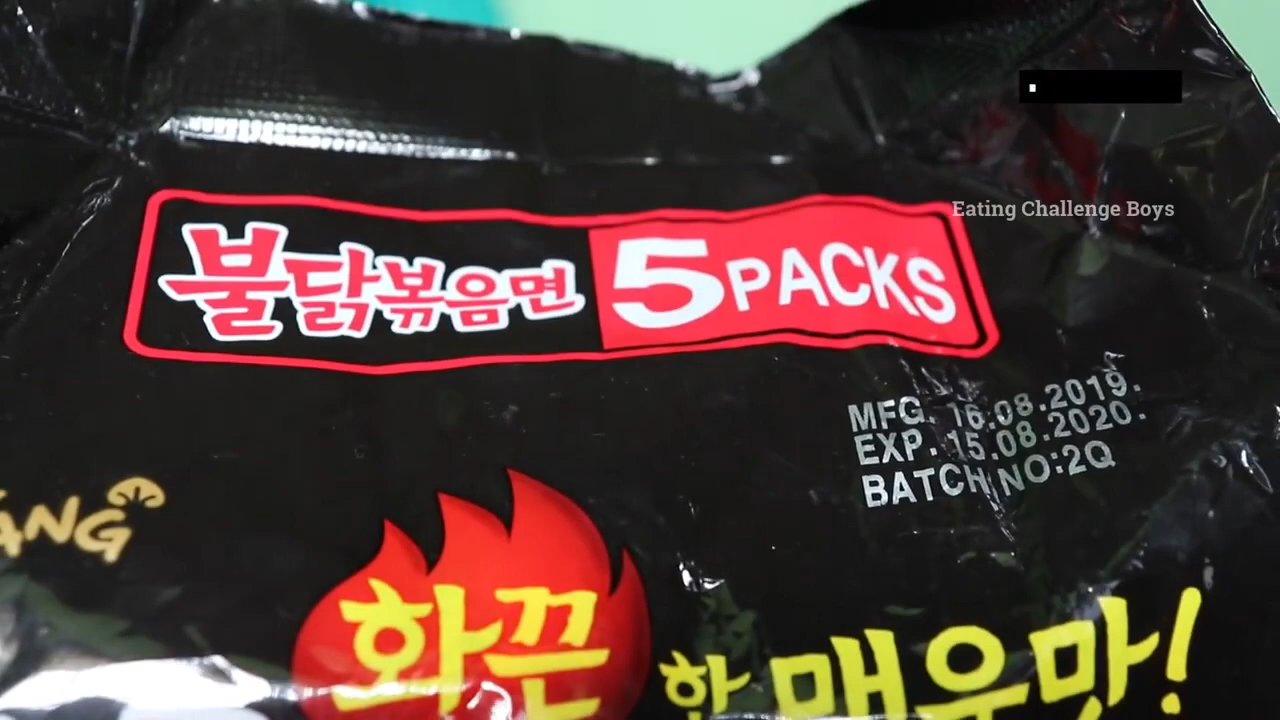 Eating Challenge Boys
불닭볶음면 5PACKS
MFG. 16.08.2019.
EXP. 15.08.2020.
BATCH NO:2Q
화끈한 매운맛!